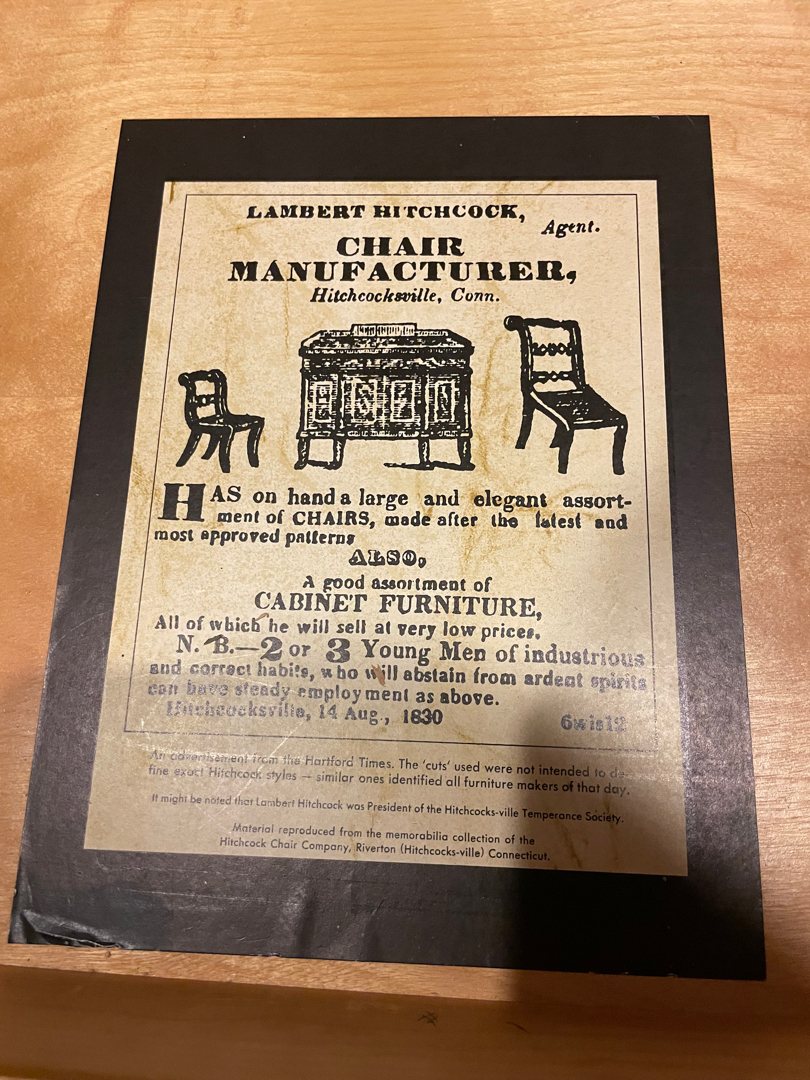 LAMBERT HITCHCOCK,
Agent.
CHAIR
MANUFACTURER,
Hitchcocksville, Conn.
HAS on hand a large and elegant assort-
ment of CHAIRS, made after the latest and
most approved patterns
ALSO,
A good assortment of
CABINET FURNITURE,
All of which he will sell at very low prices.
N. B.—2 or 3 Young Men of industrious
and correct habits, who will abstain from ardent spirits
can have steady employment as above.
Hitchcocksville, 14 Aug., 1830 6wis12
An advertisement from the Hartford Times. The 'cuts' used were not intended to de-
fine exact Hitchcock styles — similar ones identified all furniture makers of that day.
It might be noted that Lambert Hitchcock was President of the Hitchcocks-ville Temperance Society.
Material reproduced from the memorabilia collection of the
Hitchcock Chair Company, Riverton (Hitchcocks-ville) Connecticut.